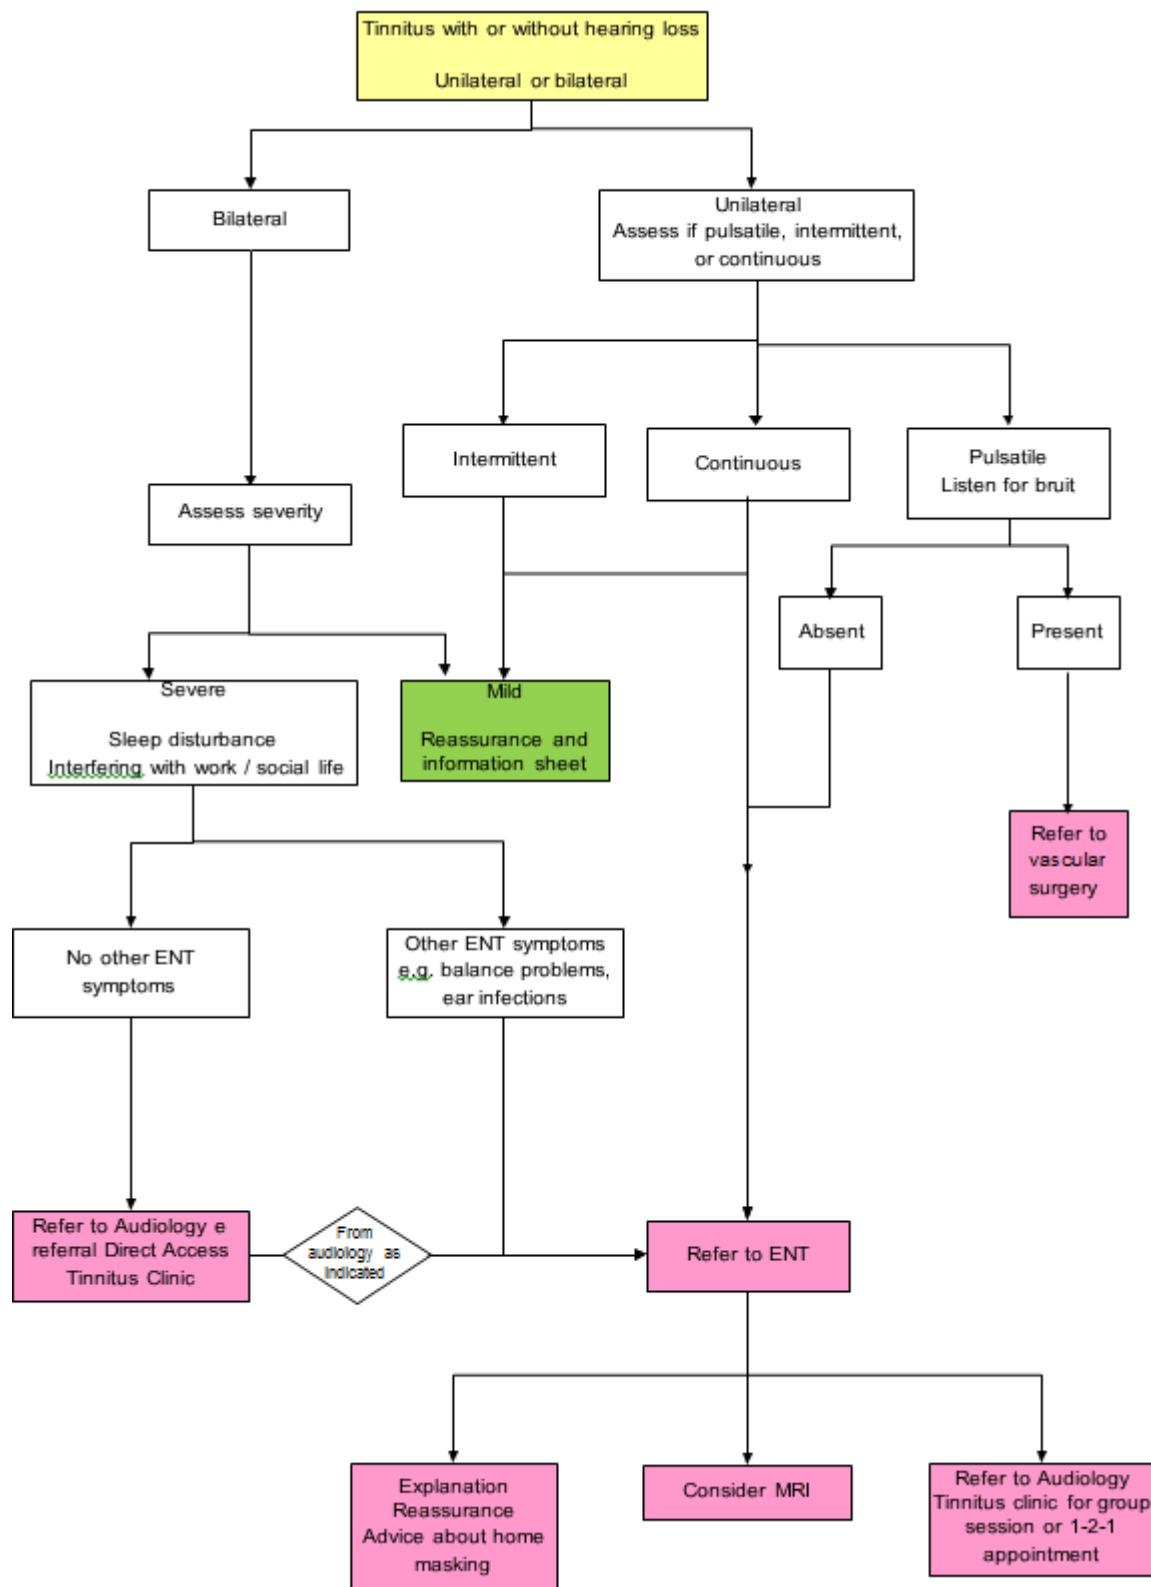 Tinnitus with or without hearing loss
Unilateral or bilateral
Bilateral
Unilateral
Assess if pulsatile, intermittent,
or continuous
Intermittent
Continuous
Pulsatile
Listen for bruit
Assess severity
Absent
Present
Severe
Sleep disturbance
Interfering with work / social life
Mild
Reassurance and
information sheet
Refer to
vascular
surgery
No other ENT
symptoms
Other ENT symptoms
e.g. balance problems,
ear infections
Refer to Audiology e
referral Direct Access
Tinnitus Clinic
From
audiology as
indicated
Refer to ENT
Explanation
Reassurance
Advice about home
masking
Consider MRI
Refer to Audiology
Tinnitus clinic for group
session or 1-2-1
appointment